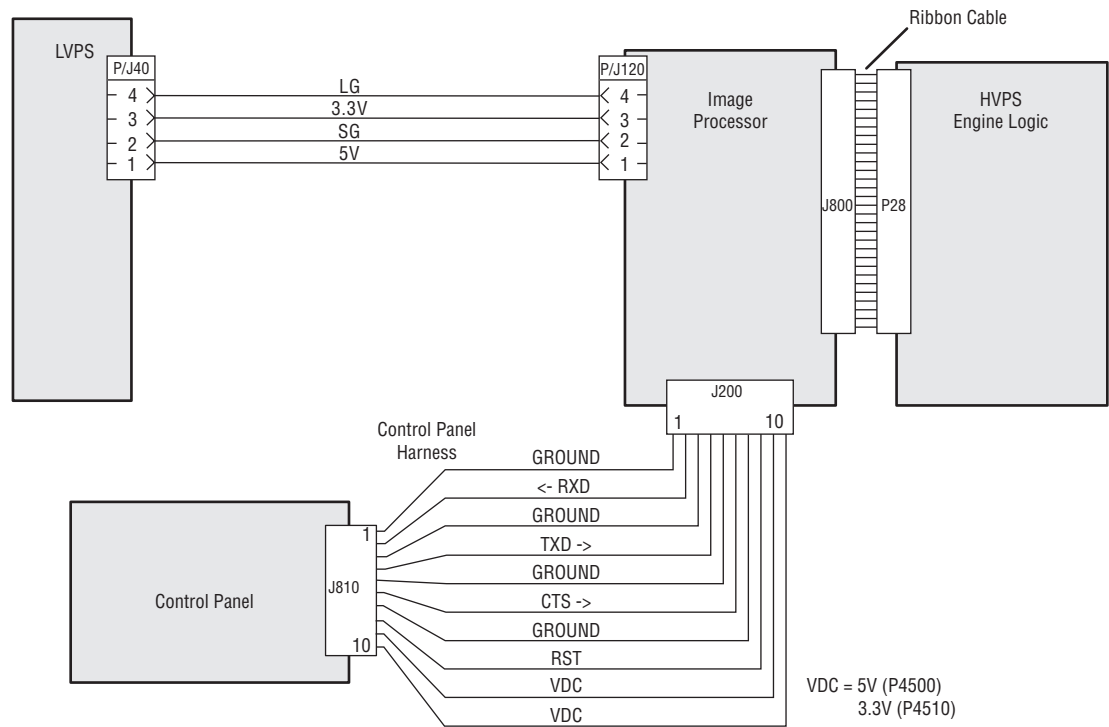 Ribbon Cable
LVPS
P/J40
4
3
2
1
LG
3.3V
SG
5V
P/J120
4
3
2
1
Image
Processor
J800
P28
HVPS
Engine Logic
J200
1
10
Control Panel
Harness
GROUND
<- RXD
GROUND
TXD ->
GROUND
CTS ->
GROUND
RST
VDC
VDC
Control Panel
1
J810
10
VDC = 5V (P4500)
3.3V (P4510)